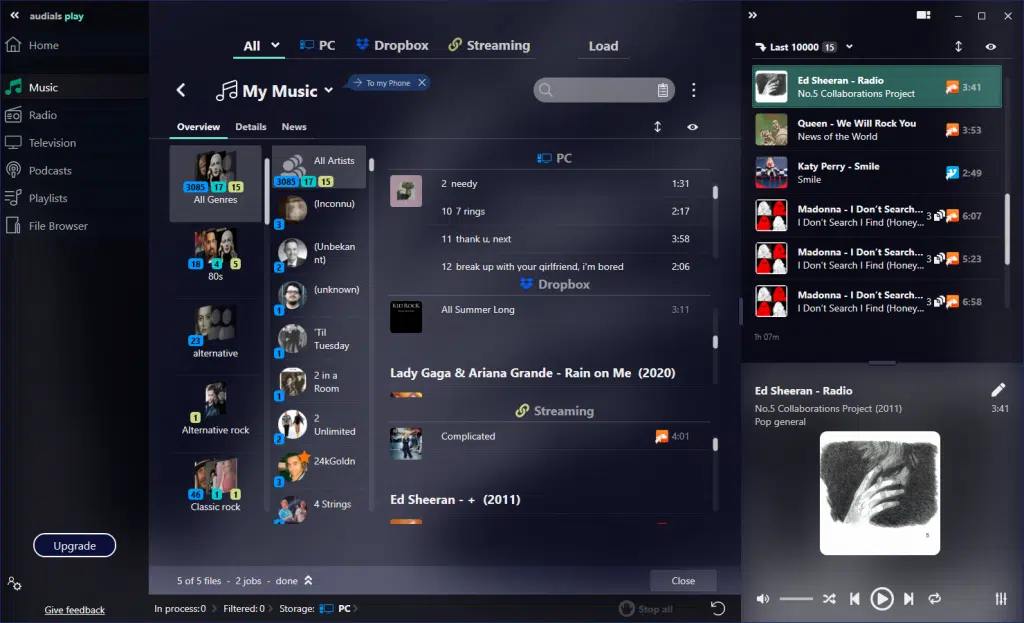 audials play
Home
Music
Radio
Television
Podcasts
Playlists
File Browser
Upgrade
Give feedback
All PC Dropbox Streaming Load
My Music
To my Phone
Overview Details News
3085 17 15
All Genres
18 4 5
80s
23
alternative
1
Alternative rock
46 1 1
Classic rock
All Artists
3085 17 15
(Inconnu)
3
(Unbekan
nt)
2
(unknown)
1
'Til
Tuesday
1
2 in a
Room
1
2
Unlimited
2
24kGoldn
3
4 Strings
PC
2 needy 1:31
10 7 rings 2:17
11 thank u, next 3:58
12 break up with your girlfriend, i'm bored 2:06
Dropbox
KID ROCK
All Summer Long 3:11
Lady Gaga & Ariana Grande - Rain on Me (2020)
Streaming
Complicated 4:01
Ed Sheeran - + (2011)
5 of 5 files - 2 jobs - done
Close
In process:0 Filtered: 0 Storage: PC
Stop all
Last 10000 15
Ed Sheeran - Radio
No.5 Collaborations Project 3:41
Queen - We Will Rock You
News of the World 3:53
Katy Perry - Smile
Smile 2:49
Madonna - I Don't Search...
I Don't Search I Find (Honey... 3 6:07
Madonna - I Don't Search...
I Don't Search I Find (Honey... 3 5:23
Madonna - I Don't Search...
I Don't Search I Find (Honey... 3 6:58
1h 07m
Ed Sheeran - Radio
No.5 Collaborations Project (2011) 3:41
Pop general
5